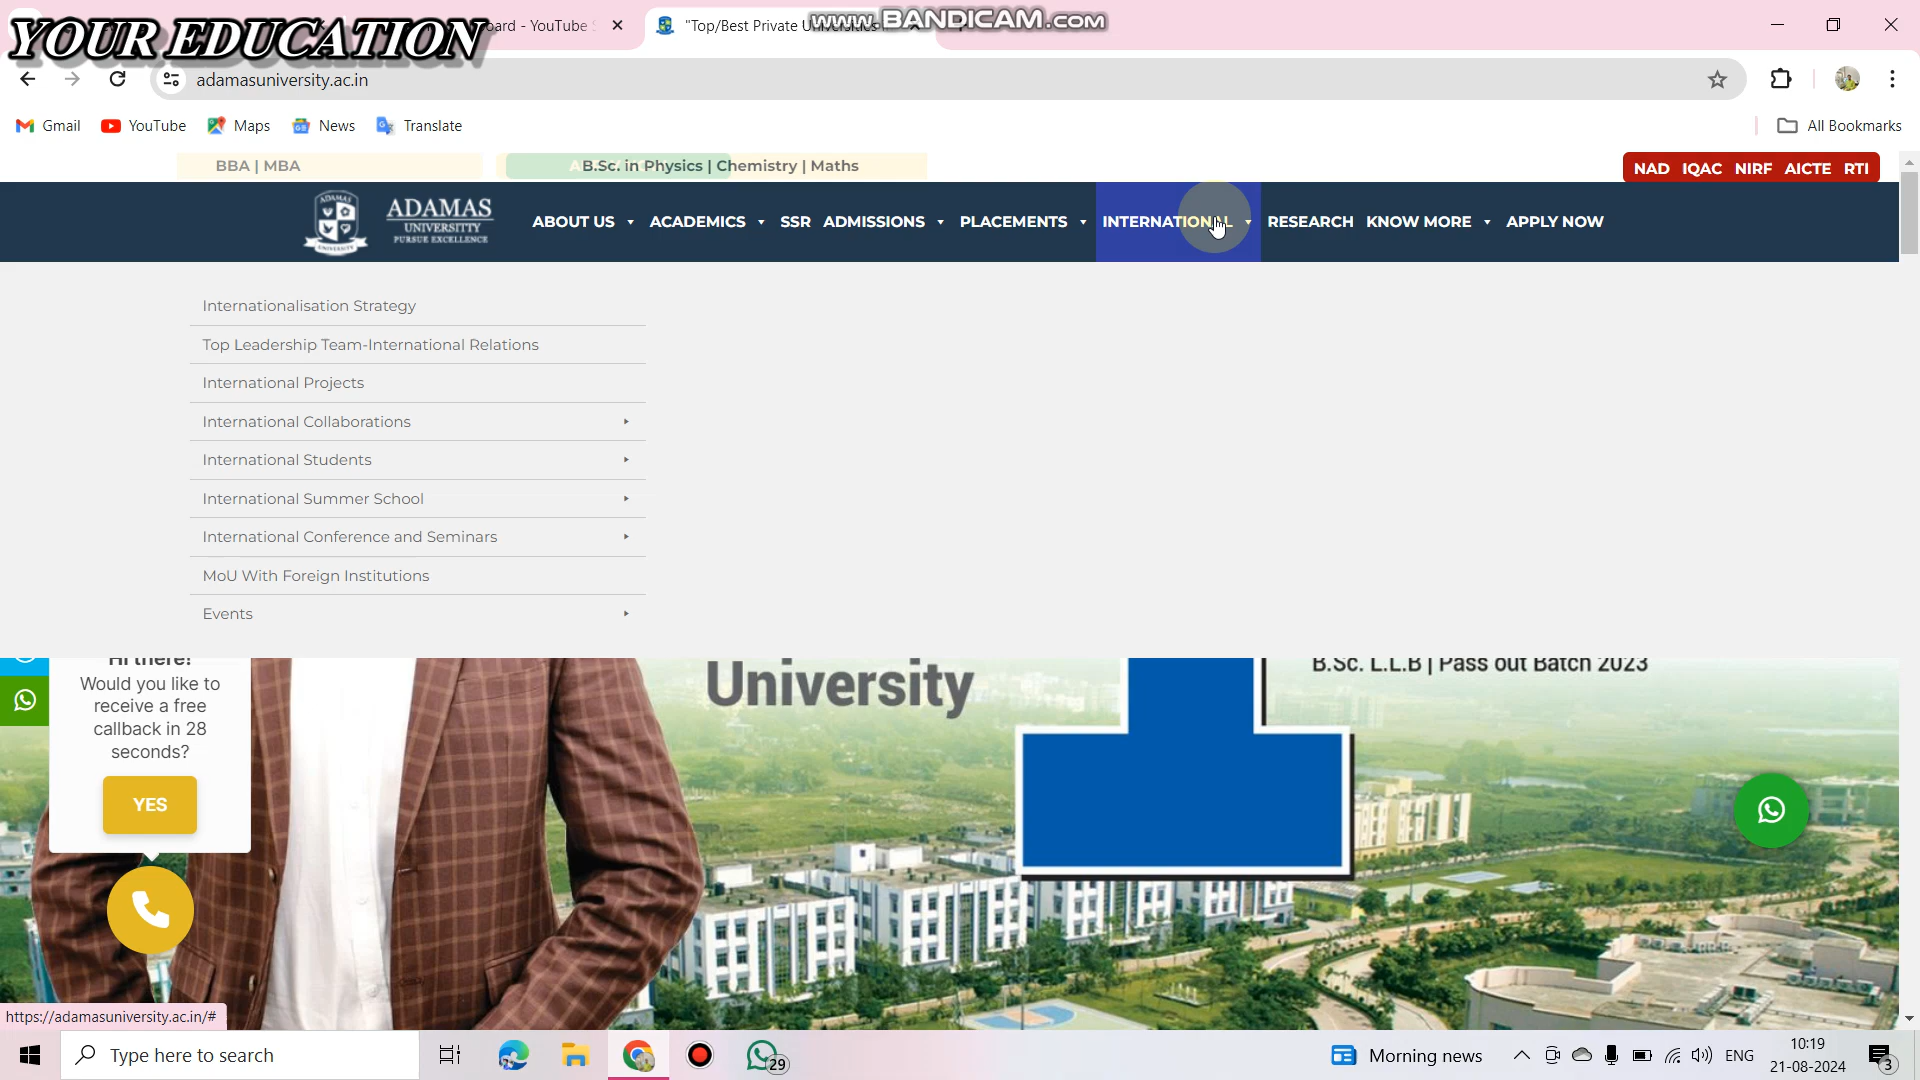 YOUR EDUCATION
board - YouTube S
"Top/Best Private Universities
www.BANDICAM.com
adamasuniversity.ac.in
Gmail
YouTube
Maps
News
Translate
All Bookmarks
BBA | MBA
B.Sc. in Physics | Chemistry | Maths
NAD IQAC NIRF AICTE RTI
ADAMAS
UNIVERSITY
PURSUE EXCELLENCE
ABOUT US
ACADEMICS
SSR
ADMISSIONS
PLACEMENTS
INTERNATIONAL
RESEARCH
KNOW MORE
APPLY NOW
Internationalisation Strategy
Top Leadership Team-International Relations
International Projects
International Collaborations
International Students
International Summer School
International Conference and Seminars
MoU With Foreign Institutions
Events
Hi there!
Would you like to
receive a free
callback in 28
seconds?
YES
University
B.Sc. L.L.B | Pass out Batch 2023
https://adamasuniversity.ac.in/#
Type here to search
29
Morning news
ENG
10:19
21-08-2024
3